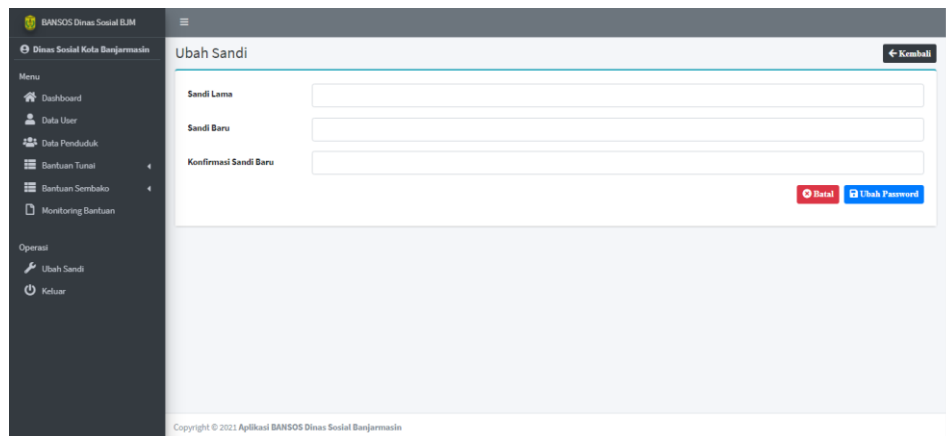 BANSOS Dinas Sosial BJM
Dinas Sosial Kota Banjarmasin
Menu
Dashboard
Data User
Data Penduduk
Bantuan Tunai
Bantuan Sembako
Monitoring Bantuan
Operasi
Ubah Sandi
Keluar
Ubah Sandi
Kembali
Sandi Lama
Sandi Baru
Konfirmasi Sandi Baru
Batal
Ubah Password
Copyright © 2021 Aplikasi BANSOS Dinas Sosial Banjarmasin